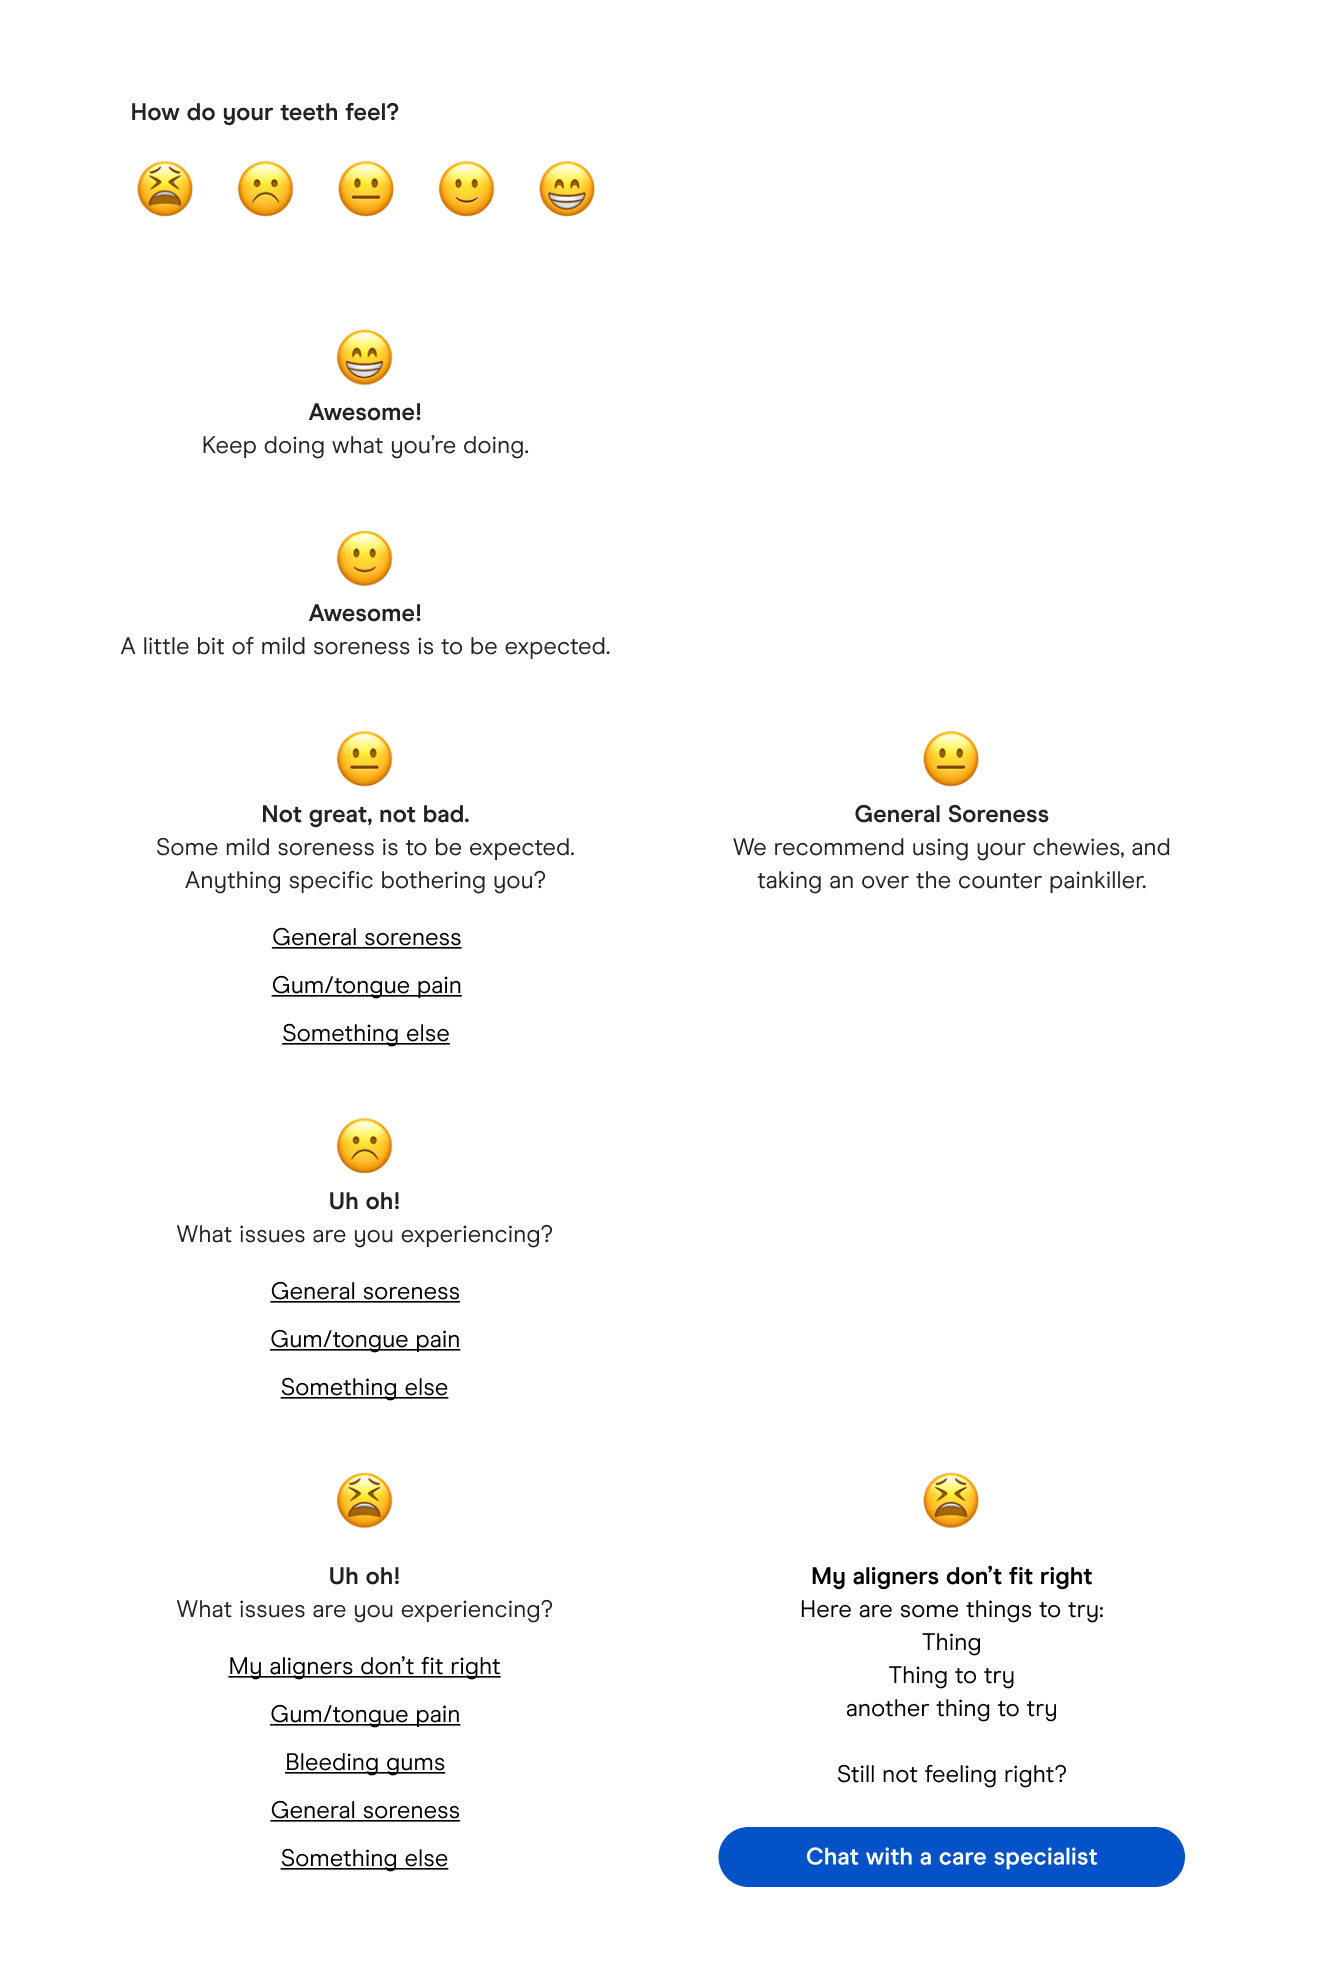 How do your teeth feel?
Awesome!
Keep doing what you’re doing.
Awesome!
A little bit of mild soreness is to be expected.
Not great, not bad.
Some mild soreness is to be expected.
Anything specific bothering you?
General soreness
Gum/tongue pain
Something else
General Soreness
We recommend using your chewies, and
taking an over the counter painkiller.
Uh oh!
What issues are you experiencing?
General soreness
Gum/tongue pain
Something else
Uh oh!
What issues are you experiencing?
My aligners don’t fit right
Gum/tongue pain
Bleeding gums
General soreness
Something else
My aligners don’t fit right
Here are some things to try:
Thing
Thing to try
another thing to try
Still not feeling right?
Chat with a care specialist